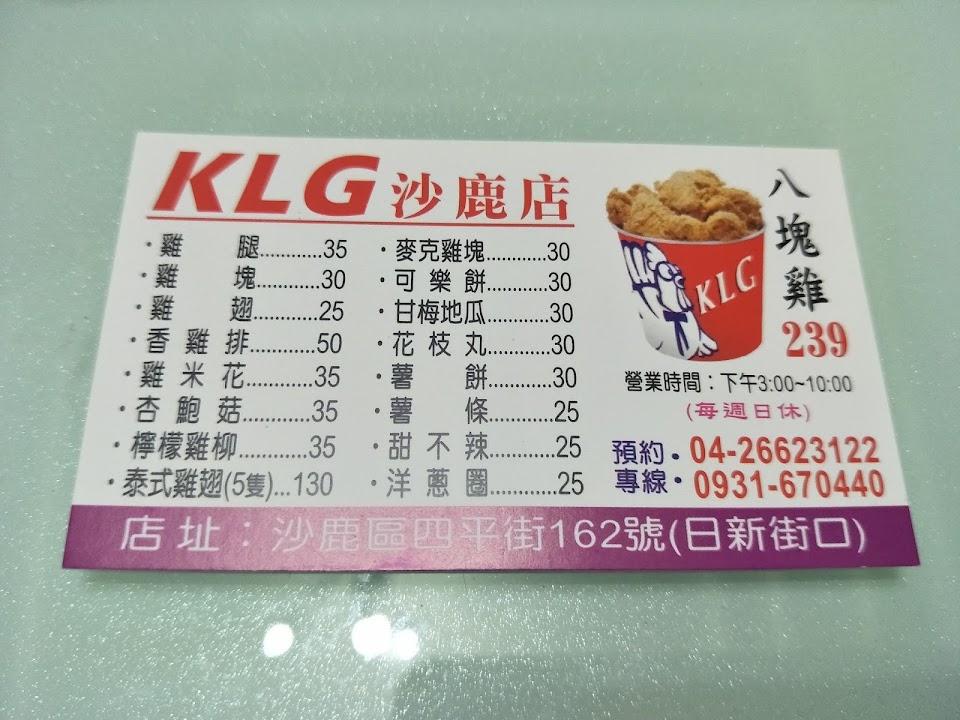 KLG 沙鹿店
·雞腿............35
·雞塊............30
·雞翅............25
·香雞排............50
·雞米花............35
·杏鮑菇............35
·檸檬雞柳............35
·泰式雞翅(5隻)...130
·麥克雞塊............30
·可樂餅............30
·甘梅地瓜............30
·花枝丸............30
·薯餅............30
·薯條............25
·甜不辣............25
·洋蔥圈............25
KLG
八塊雞
239
營業時間：下午3:00~10:00
(每週日休)
預約·04-26623122
專線·0931-670440
店址：沙鹿區四平街162號(日新街口)